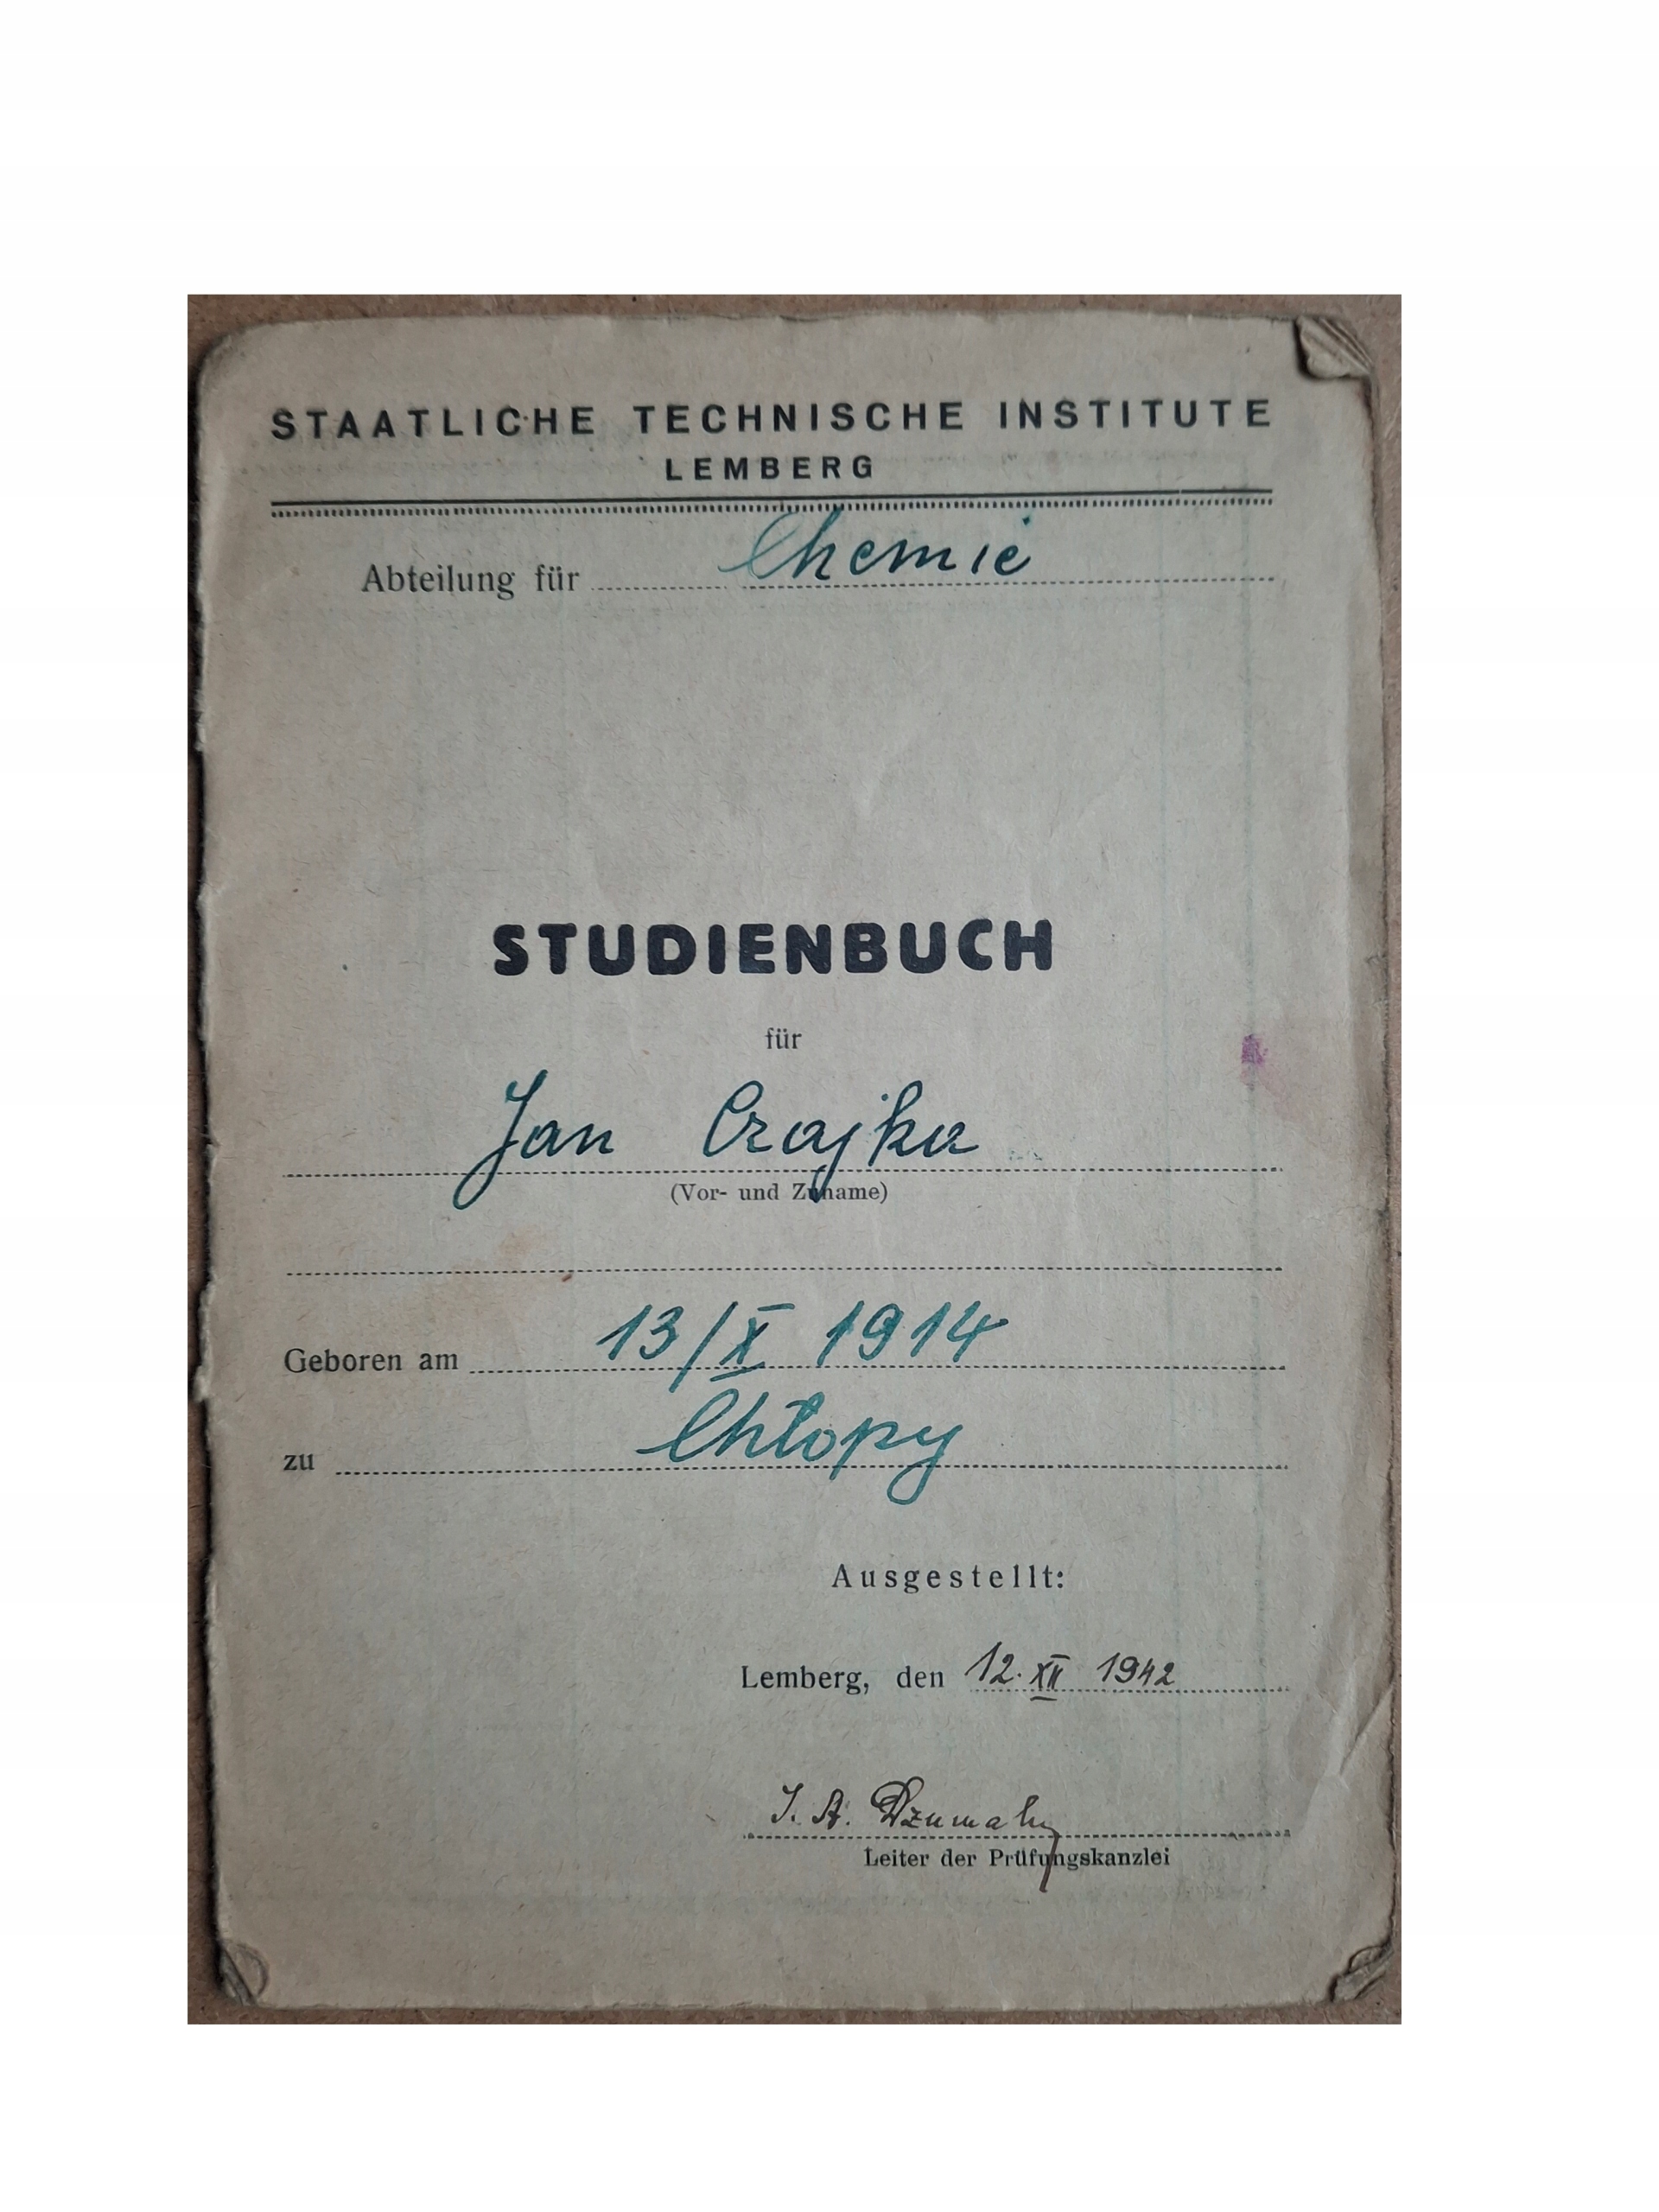 STAATLICHE TECHNISCHE INSTITUTE
LEMBERG
Abteilung für Chemie
STUDIENBUCH
für
Jan Czajka
(Vor- und Zuname)
Geboren am 13/X 1914
zu Chłopy
Ausgestellt:
Lemberg, den 12. XII 1942
J. A.
Leiter der Prüfungskanzlei